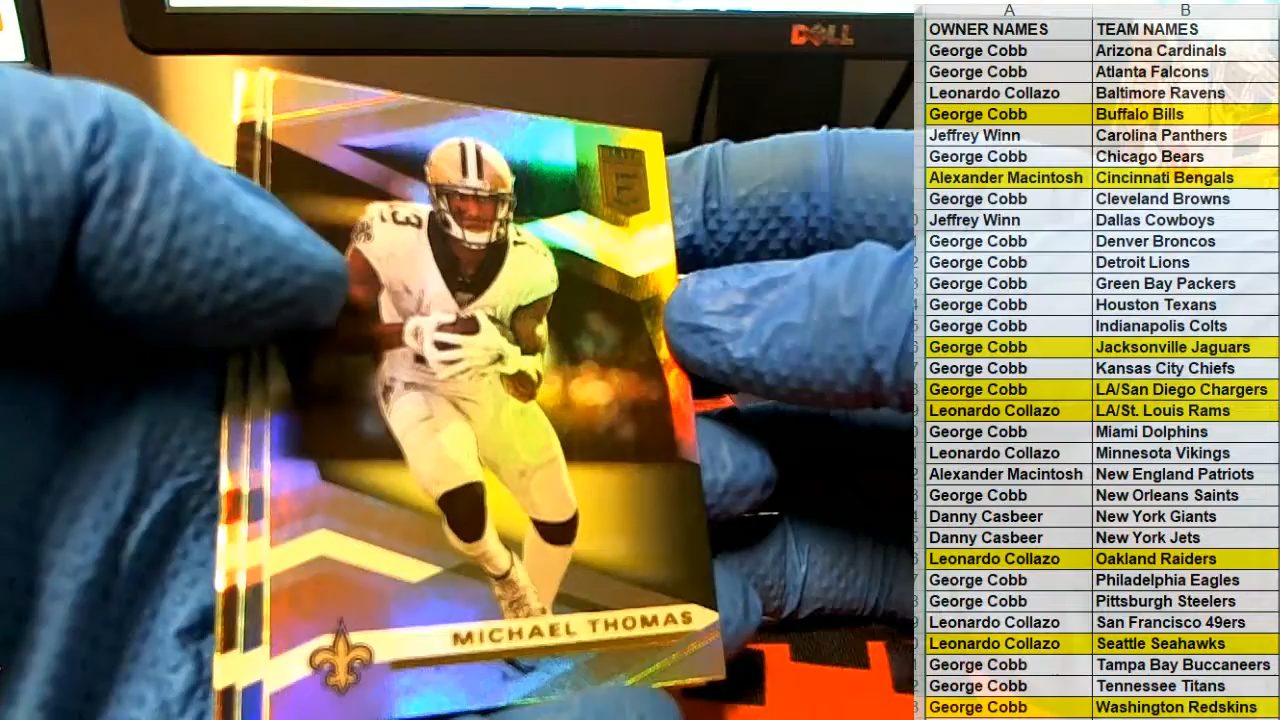 DELL
3
E
MICHAEL THOMAS
A B
OWNER NAMES TEAM NAMES
George Cobb Arizona Cardinals
George Cobb Atlanta Falcons
Leonardo Collazo Baltimore Ravens
George Cobb Buffalo Bills
Jeffrey Winn Carolina Panthers
George Cobb Chicago Bears
Alexander Macintosh Cincinnati Bengals
George Cobb Cleveland Browns
Jeffrey Winn Dallas Cowboys
George Cobb Denver Broncos
George Cobb Detroit Lions
George Cobb Green Bay Packers
George Cobb Houston Texans
George Cobb Indianapolis Colts
George Cobb Jacksonville Jaguars
George Cobb Kansas City Chiefs
George Cobb LA/San Diego Chargers
Leonardo Collazo LA/St. Louis Rams
George Cobb Miami Dolphins
Leonardo Collazo Minnesota Vikings
Alexander Macintosh New England Patriots
George Cobb New Orleans Saints
Danny Casbeer New York Giants
Danny Casbeer New York Jets
Leonardo Collazo Oakland Raiders
George Cobb Philadelphia Eagles
George Cobb Pittsburgh Steelers
Leonardo Collazo San Francisco 49ers
Leonardo Collazo Seattle Seahawks
George Cobb Tampa Bay Buccaneers
George Cobb Tennessee Titans
George Cobb Washington Redskins